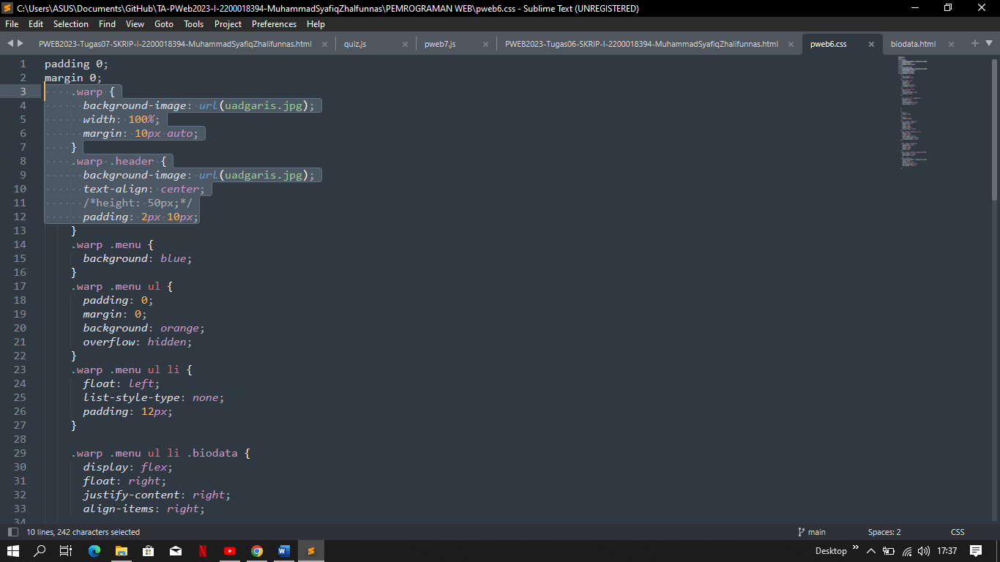 C:\Users\ASUS\Documents\GitHub\TA-PWeb2023-I-2200018394-MuhammadSyafiqZhalfunnas\PEMROGRAMAN WEB\pweb6.css - Sublime Text (UNREGISTERED)
File Edit Selection Find View Goto Tools Project Preferences Help
PWEB2023-Tugas07-SKRIP-i-2200018394-MuhammadSyafiqZhalifunnas.html quiz.js pweb7.js PWEB2023-Tugas06-SKRIP-I-2200018394-MuhammadSyafiqZhalifunnas.html pweb6.css biodata.html
1 padding 0;
2 margin 0;
3 .warp {
4 background-image: url(uadgaris.jpg);
5 width: 100%;
6 margin: 10px auto;
7 }
8 .warp .header {
9 background-image: url(uadgaris.jpg);
10 text-align: center;
11 /*height: 50px;*/
12 padding: 2px 10px;
13 }
14 .warp .menu {
15 background: blue;
16 }
17 .warp .menu ul {
18 padding: 0;
19 margin: 0;
20 background: orange;
21 overflow: hidden;
22 }
23 .warp .menu ul li {
24 float: left;
25 list-style-type: none;
26 padding: 12px;
27 }
28
29 .warp .menu ul li .biodata {
30 display: flex;
31 float: right;
32 justify-content: right;
33 align-items: right;
34
10 lines, 242 characters selected main Spaces: 2 CSS
Desktop 17:37